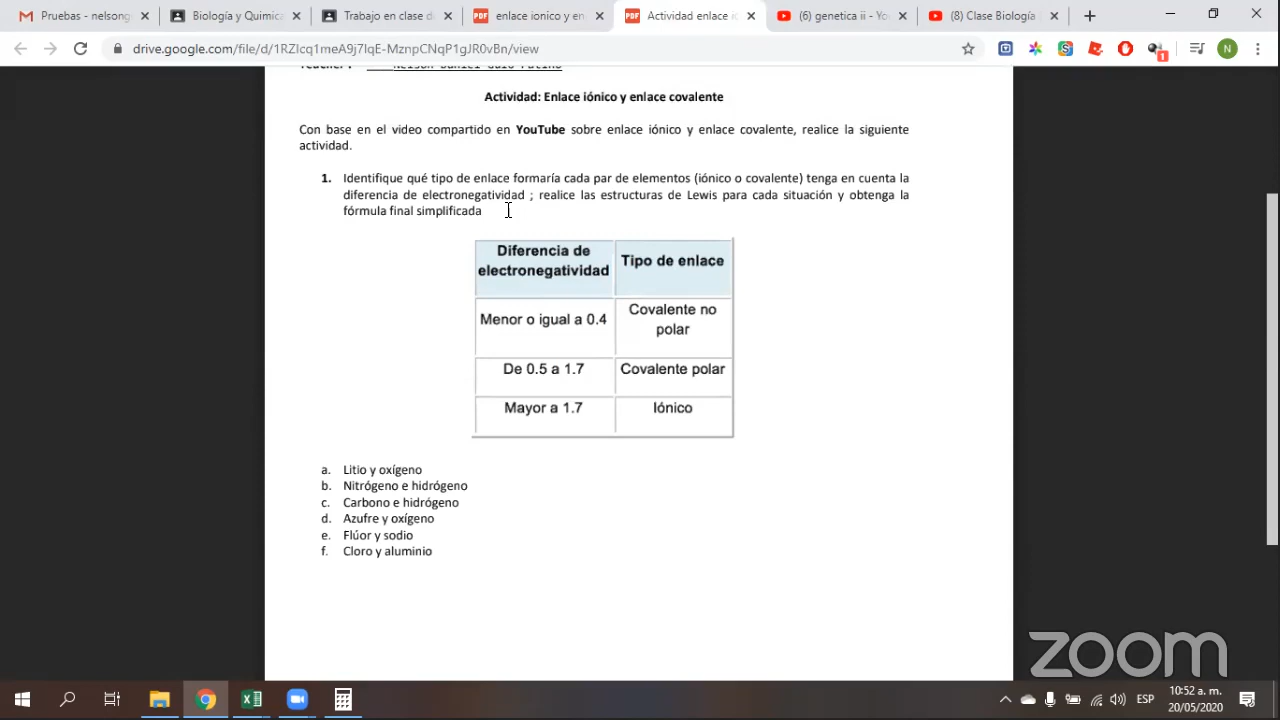 Pruebas - nelsong
Biología y Química
Trabajo en clase d
enlace iónico y en
Actividad enlace i
(6) genetica ii - Yo
(8) Clase Biología
drive.google.com/file/d/1RZIcq1meA9j7lqE-MznpCNqP1gJR0vBn/view
N
1
Actividad: Enlace iónico y enlace covalente
Con base en el video compartido en YouTube sobre enlace iónico y enlace covalente, realice la siguiente
actividad.
1. Identifique qué tipo de enlace formaría cada par de elementos (iónico o covalente) tenga en cuenta la
diferencia de electronegatividad ; realice las estructuras de Lewis para cada situación y obtenga la
fórmula final simplificada
Diferencia de
electronegatividad
Tipo de enlace
Menor o igual a 0.4
Covalente no
polar
De 0.5 a 1.7
Covalente polar
Mayor a 1.7
Iónico
a. Litio y oxígeno
b. Nitrógeno e hidrógeno
c. Carbono e hidrógeno
d. Azufre y oxígeno
e. Flúor y sodio
f. Cloro y aluminio
zoom
ESP
10:52 a. m.
20/05/2020